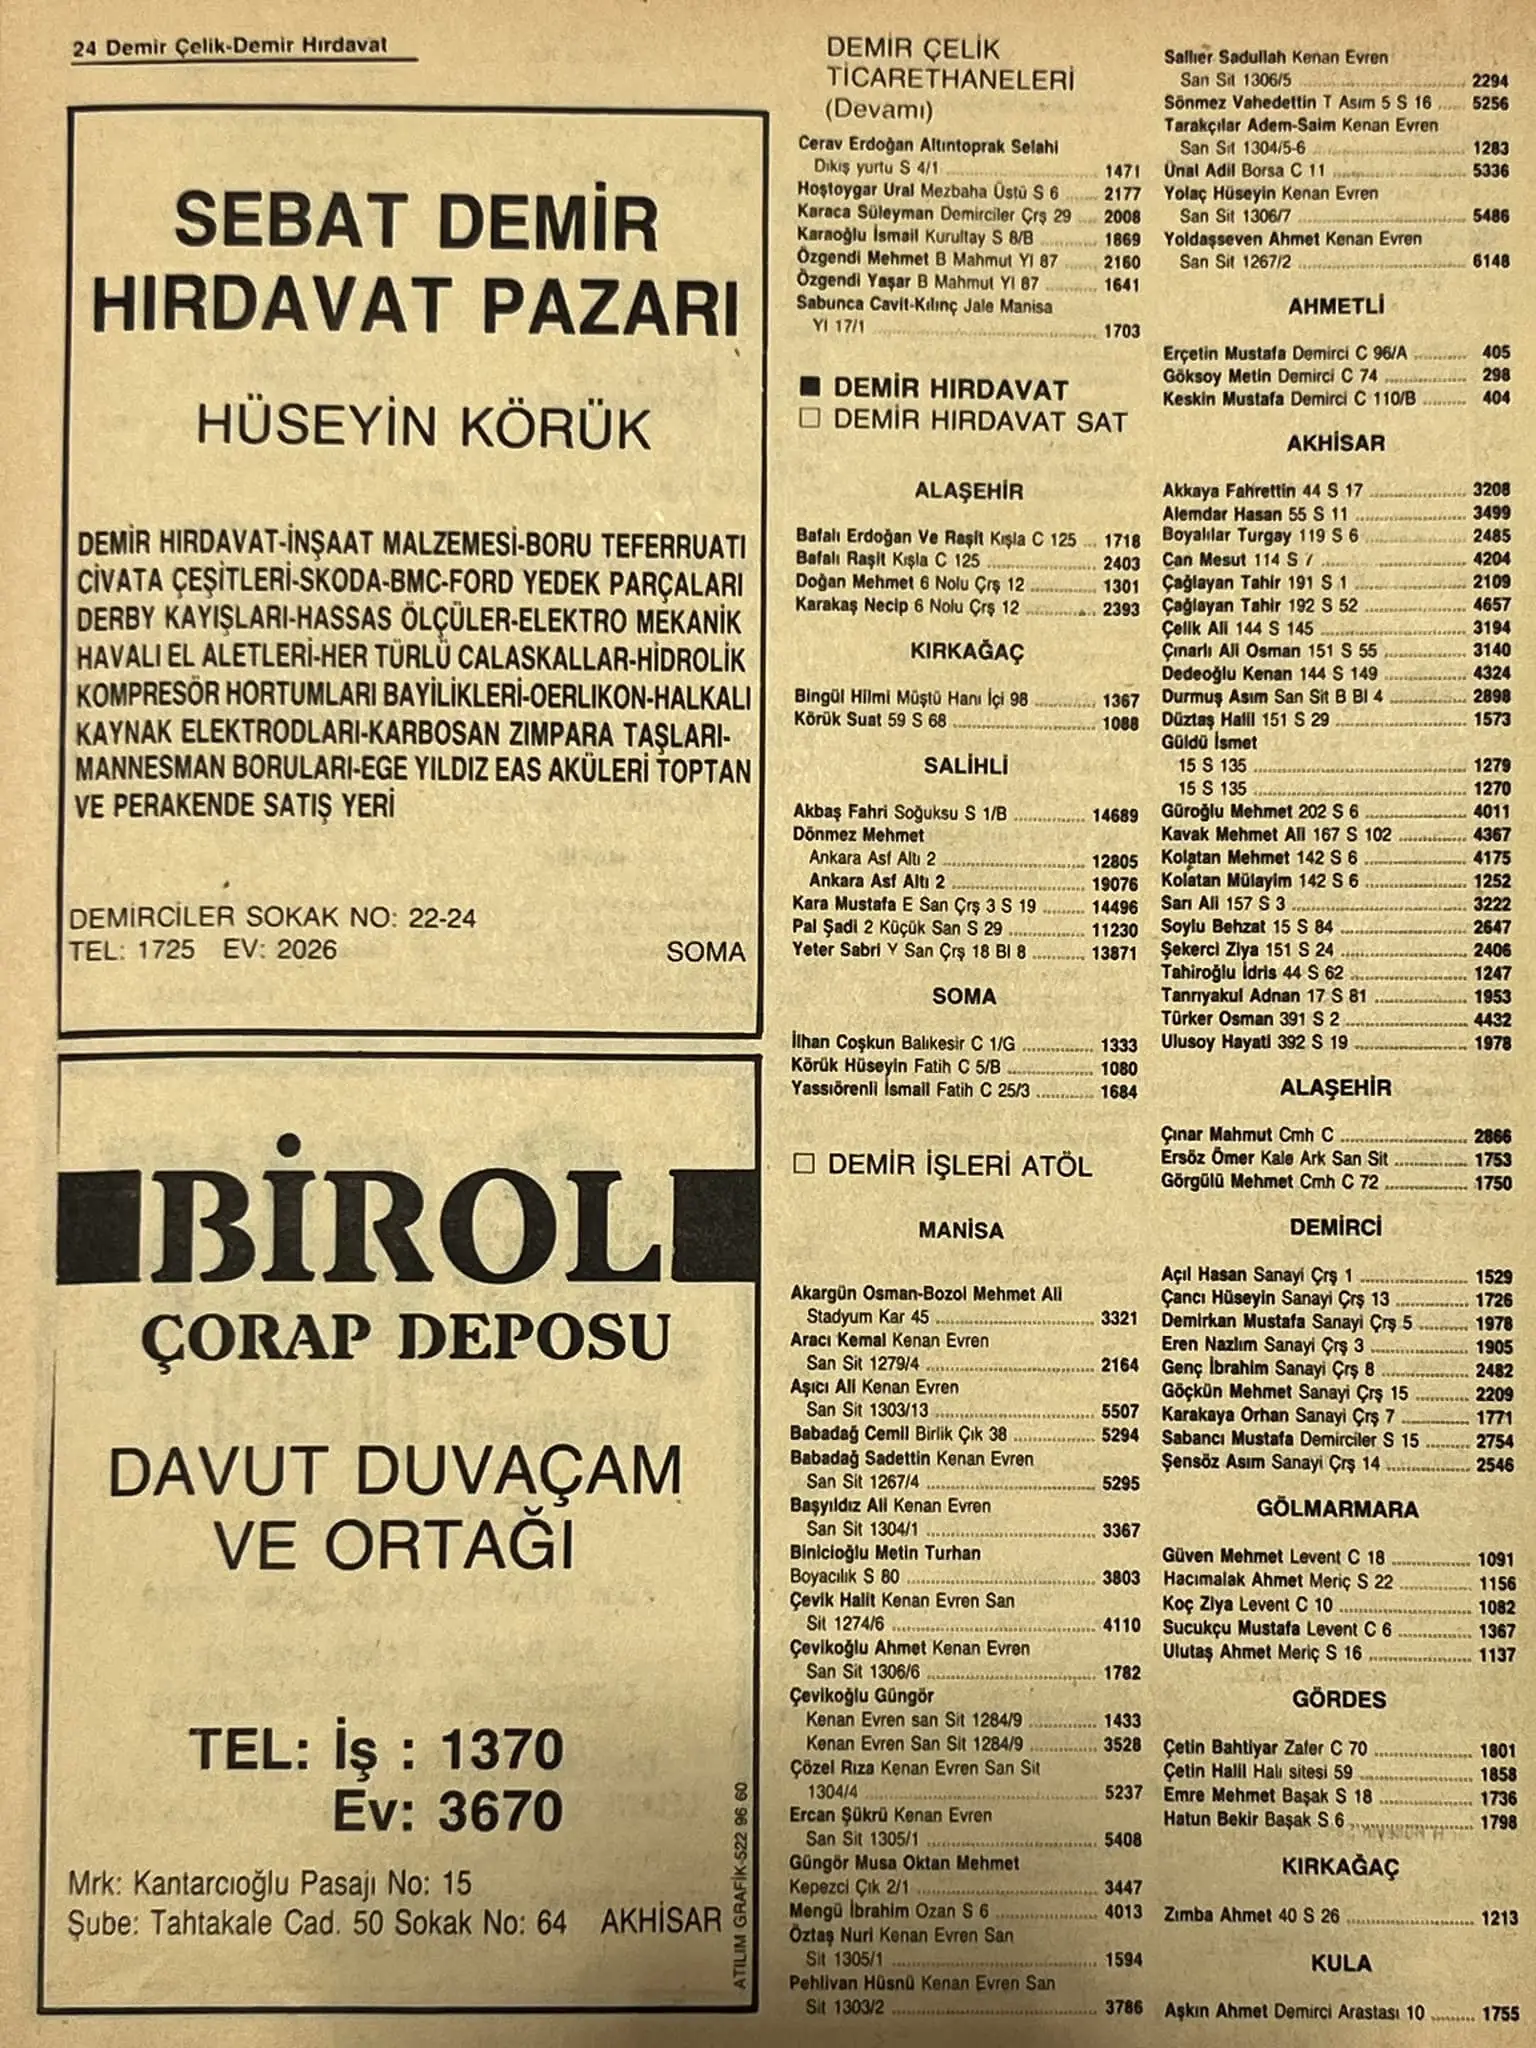 24 Demir Çelik-Demir Hırdavat
SEBAT DEMİR
HIRDAVAT PAZARI
HÜSEYİN KÖRÜK
DEMİR HIRDAVAT-İNŞAAT MALZEMESİ-BORU TEFERRUATI
CİVATA ÇEŞİTLERİ-SKODA-BMC-FORD YEDEK PARÇALARI
DERBY KAYIŞLARI-HASSAS ÖLÇÜLER-ELEKTRO MEKANİK
HAVALI EL ALETLERİ-HER TÜRLÜ CALASKALLAR-HİDROLİK
KOMPRESÖR HORTUMLARI BAYİLİKLERİ-OERLIKON-HALKALI
KAYNAK ELEKTRODLARI-KARBOSAN ZIMPARA TAŞLARI-
MANNESMAN BORULARI-EGE YILDIZ EAS AKÜLERİ TOPTAN
VE PERAKENDE SATIŞ YERİ
DEMİRCİLER SOKAK NO: 22-24
TEL: 1725 EV: 2026 SOMA
BİROL
ÇORAP DEPOSU
DAVUT DUVAÇAM
VE ORTAĞI
TEL: İş : 1370
Ev: 3670
Mrk: Kantarcıoğlu Pasajı No: 15
Şube: Tahtakale Cad. 50 Sokak No: 64 AKHİSAR
ATILIM GRAFİK-522 96 60
DEMİR ÇELİK
TİCARETHANELERİ
(Devamı)
Cerav Erdoğan Altıntoprak Selahi
Dikiş yurtu S 4/1 1471
Hoştoygar Ural Mezbaha Üstü S 6 2177
Karaca Süleyman Demirciler Çrş 29 2008
Karaoğlu İsmail Kurultay S 8/B 1869
Özgendi Mehmet B Mahmut Yl 87 2160
Özgendi Yaşar B Mahmut Yl 87 1641
Sabunca Cavit-Kılınç Jale Manisa
Yl 17/1 1703
■ DEMİR HIRDAVAT
□ DEMİR HIRDAVAT SAT
ALAŞEHİR
Bafalı Erdoğan Ve Raşit Kışla C 125 1718
Bafalı Raşit Kışla C 125 2403
Doğan Mehmet 6 Nolu Çrş 12 1301
Karakaş Necip 6 Nolu Çrş 12 2393
KIRKAĞAÇ
Bingül Hilmi Müştü Hanı İçi 98 1367
Körük Suat 59 S 68 1088
SALİHLİ
Akbaş Fahri Soğuksu S 1/B 14689
Dönmez Mehmet
Ankara Asf Altı 2 12805
Ankara Asf Altı 2 19076
Kara Mustafa E San Çrş 3 S 19 14496
Pal Şadi 2 Küçük San S 29 11230
Yeter Sabri Y San Çrş 18 Bl 8 13871
SOMA
İlhan Coşkun Balıkesir C 1/G 1333
Körük Hüseyin Fatih C 5/B 1080
Yassıörenli İsmail Fatih C 25/3 1684
□ DEMİR İŞLERİ ATÖL
MANİSA
Akargün Osman-Bozol Mehmet Ali
Stadyum Kar 45 3321
Aracı Kemal Kenan Evren
San Sit 1279/4 2164
Aşıcı Ali Kenan Evren
San Sit 1303/13 5507
Babadağ Cemil Birlik Çık 38 5294
Babadağ Sadettin Kenan Evren
San Sit 1267/4 5295
Başyıldız Ali Kenan Evren
San Sit 1304/1 3367
Binicioğlu Metin Turhan
Boyacılık S 80 3803
Çevik Halit Kenan Evren San
Sit 1274/6 4110
Çevikoğlu Ahmet Kenan Evren
San Sit 1306/6 1782
Çevikoğlu Güngör
Kenan Evren san Sit 1284/9 1433
Kenan Evren San Sit 1284/9 3528
Çözel Rıza Kenan Evren San Sit
1304/4 5237
Ercan Şükrü Kenan Evren
San Sit 1305/1 5408
Güngör Musa Oktan Mehmet
Kepezci Çık 2/1 3447
Mengü İbrahim Ozan S 6 4013
Öztaş Nuri Kenan Evren San
Sit 1305/1 1594
Pehlivan Hüsnü Kenan Evren San
Sit 1303/2 3786
Sallıer Sadullah Kenan Evren
San Sit 1306/5 2294
Sönmez Vahedettin T Asım 5 S 16 5256
Tarakçılar Adem-Saim Kenan Evren
San Sit 1304/5-6 1283
Ünal Adil Borsa C 11 5336
Yolaç Hüseyin Kenan Evren
San Sit 1306/7 5486
Yoldaşseven Ahmet Kenan Evren
San Sit 1267/2 6148
AHMETLİ
Erçetin Mustafa Demirci C 96/A 405
Göksoy Metin Demirci C 74 298
Keskin Mustafa Demirci C 110/B 404
AKHİSAR
Akkaya Fahrettin 44 S 17 3208
Alemdar Hasan 55 S 11 3499
Boyalılar Turgay 119 S 6 2485
Can Mesut 114 S 7 4204
Çağlayan Tahir 191 S 1 2109
Çağlayan Tahir 192 S 52 4657
Çelik Ali 144 S 145 3194
Çınarlı Ali Osman 151 S 55 3140
Dedeoğlu Kenan 144 S 149 4324
Durmuş Asım San Sit B Bl 4 2898
Düztaş Halil 151 S 29 1573
Güldü İsmet
15 S 135 1279
15 S 135 1270
Güroğlu Mehmet 202 S 6 4011
Kavak Mehmet Ali 167 S 102 4367
Kolatan Mehmet 142 S 6 4175
Kolatan Mülayim 142 S 6 1252
Sarı Ali 157 S 3 3222
Soylu Behzat 15 S 84 2647
Şekerci Ziya 151 S 24 2406
Tahiroğlu İdris 44 S 62 1247
Tanrıyakul Adnan 17 S 81 1953
Türker Osman 391 S 2 4432
Ulusoy Hayati 392 S 19 1978
ALAŞEHİR
Çınar Mahmut Cmh C 2866
Ersöz Ömer Kale Ark San Sit 1753
Görgülü Mehmet Cmh C 72 1750
DEMİRCİ
Açıl Hasan Sanayi Çrş 1 1529
Çancı Hüseyin Sanayi Çrş 13 1726
Demirkan Mustafa Sanayi Çrş 5 1978
Eren Nazlım Sanayi Çrş 3 1905
Genç İbrahim Sanayi Çrş 8 2482
Göçkün Mehmet Sanayi Çrş 15 2209
Karakaya Orhan Sanayi Çrş 7 1771
Sabancı Mustafa Demirciler S 15 2754
Şensöz Asım Sanayi Çrş 14 2546
GÖLMARMARA
Güven Mehmet Levent C 18 1091
Hacımalak Ahmet Meriç S 22 1156
Koç Ziya Levent C 10 1082
Sucukçu Mustafa Levent C 6 1367
Ulutaş Ahmet Meriç S 16 1137
GÖRDES
Çetin Bahtiyar Zafer C 70 1801
Çetin Halil Halı sitesi 59 1858
Emre Mehmet Başak S 18 1736
Hatun Bekir Başak S 6 1798
KIRKAĞAÇ
Zımba Ahmet 40 S 26 1213
KULA
Aşkın Ahmet Demirci Arastası 10 1755